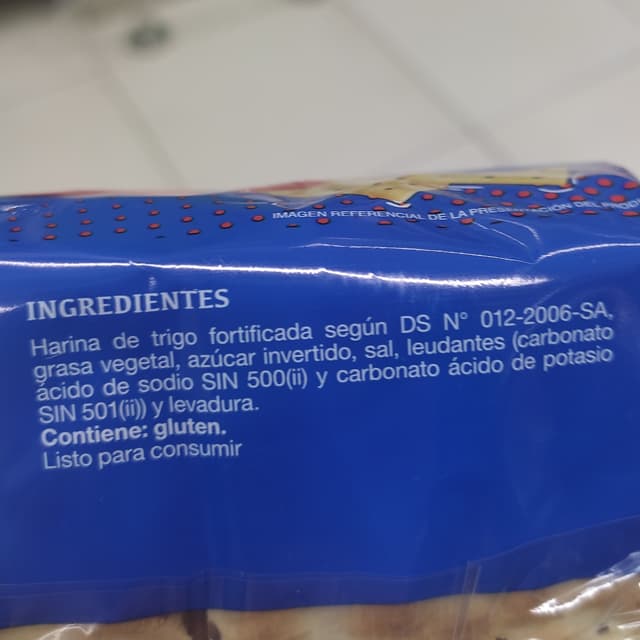 IMAGEN REFERENCIAL DE LA
INGREDIENTES
Harina de trigo fortificada según DS N° 012-2006-SA,
grasa vegetal, azúcar invertido, sal, leudantes (carbonato
ácido de sodio SIN 500(ii) y carbonato ácido de potasio
SIN 501(ii)) y levadura.
Contiene: gluten.
Listo para consumir